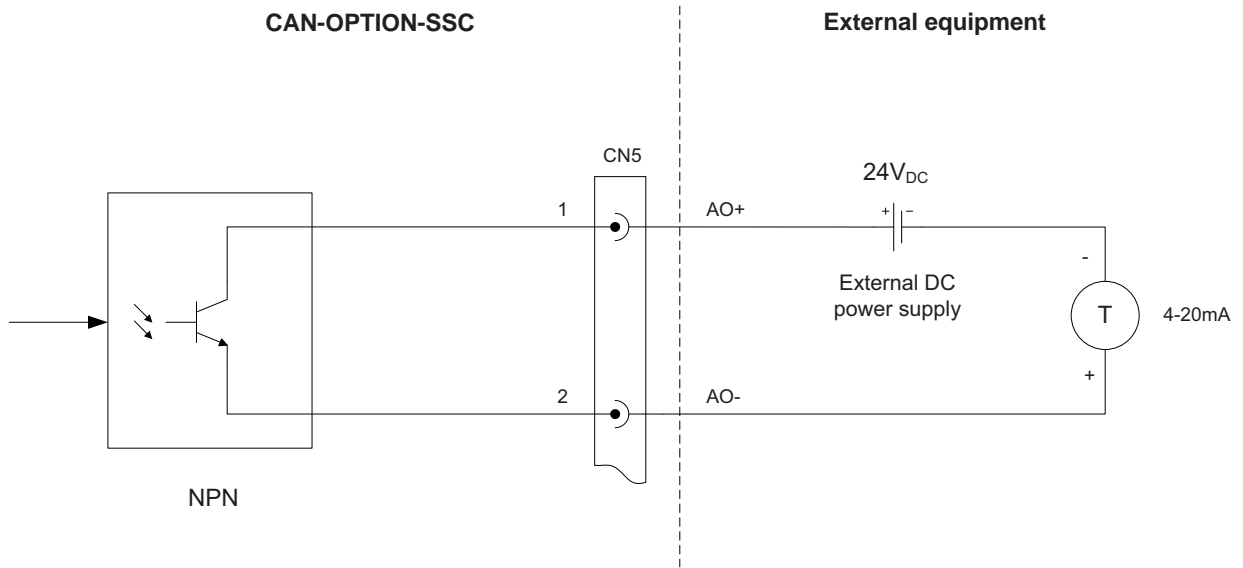 CAN-OPTION-SSC
External equipment
CN5
24VDC
1
AO+
+ −
External DC
power supply
-
T
4-20mA
+
2
AO-
NPN